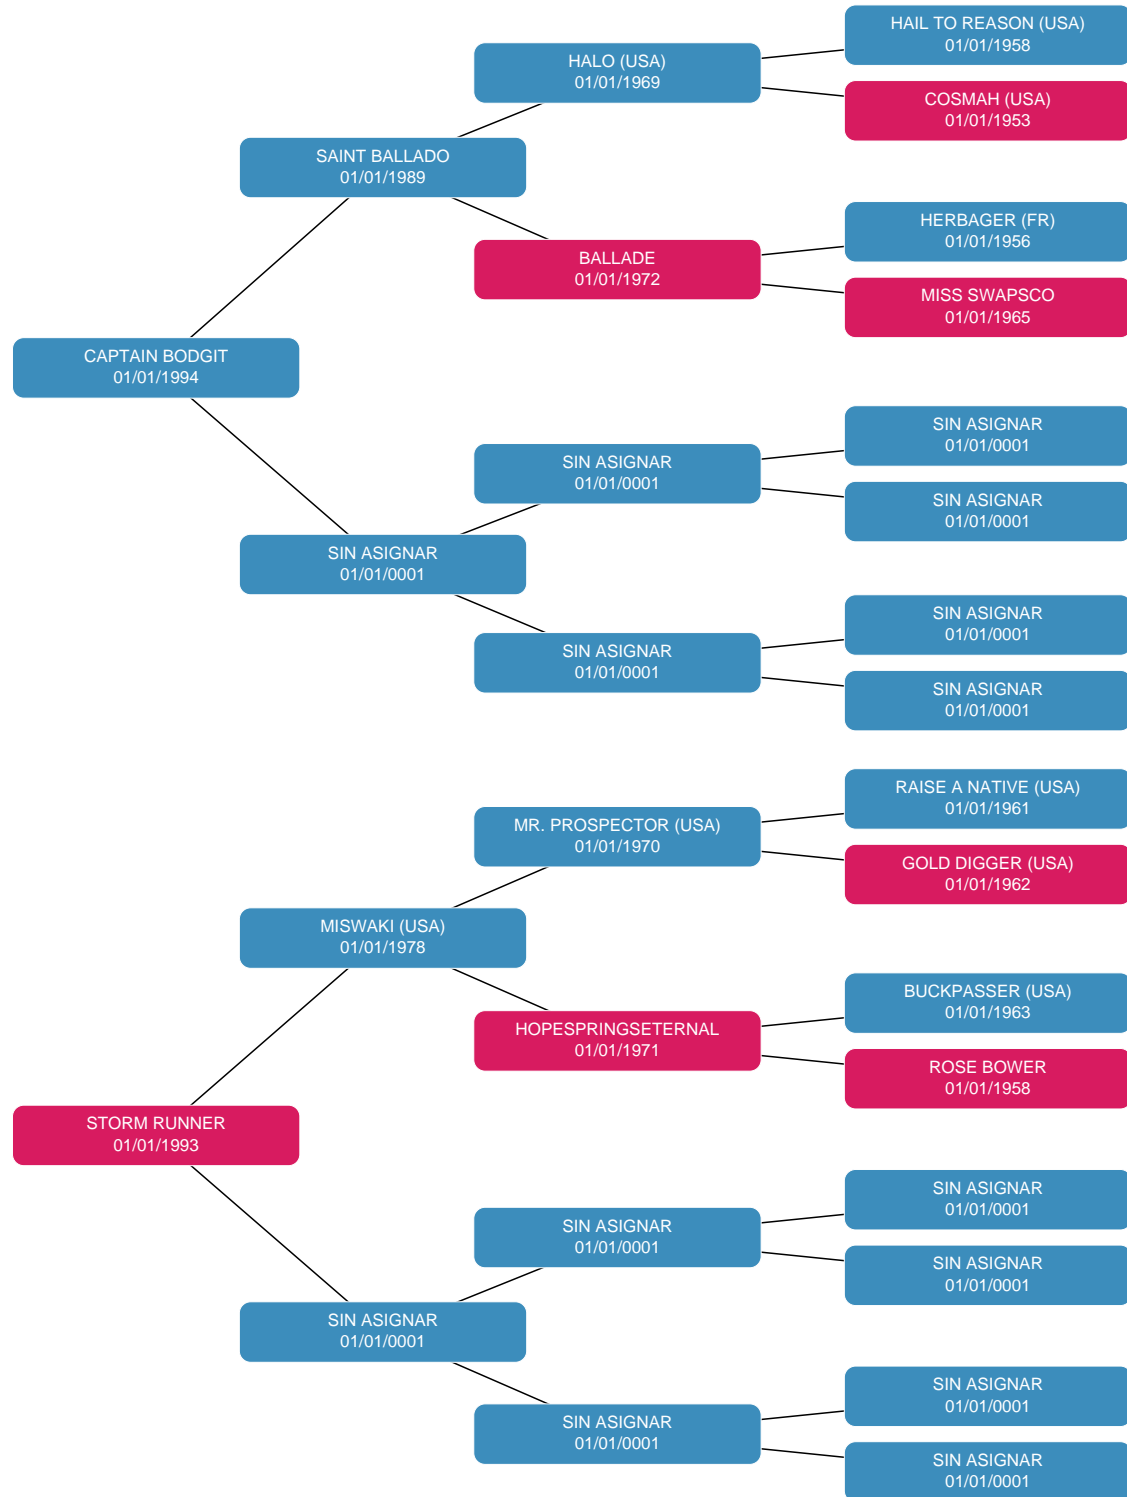 HAIL TO REASON (USA)
01/01/1958
HALO (USA)
01/01/1969
COSMAH (USA)
01/01/1953
SAINT BALLADO
01/01/1989
HERBAGER (FR)
01/01/1956
BALLADE
01/01/1972
MISS SWAPSCO
01/01/1965
CAPTAIN BODGIT
01/01/1994
SIN ASIGNAR
01/01/0001
SIN ASIGNAR
01/01/0001
SIN ASIGNAR
01/01/0001
SIN ASIGNAR
01/01/0001
SIN ASIGNAR
01/01/0001
SIN ASIGNAR
01/01/0001
SIN ASIGNAR
01/01/0001
RAISE A NATIVE (USA)
01/01/1961
MR. PROSPECTOR (USA)
01/01/1970
GOLD DIGGER (USA)
01/01/1962
MISWAKI (USA)
01/01/1978
BUCKPASSER (USA)
01/01/1963
HOPESPRINGSETERNAL
01/01/1971
ROSE BOWER
01/01/1958
STORM RUNNER
01/01/1993
SIN ASIGNAR
01/01/0001
SIN ASIGNAR
01/01/0001
SIN ASIGNAR
01/01/0001
SIN ASIGNAR
01/01/0001
SIN ASIGNAR
01/01/0001
SIN ASIGNAR
01/01/0001
SIN ASIGNAR
01/01/0001